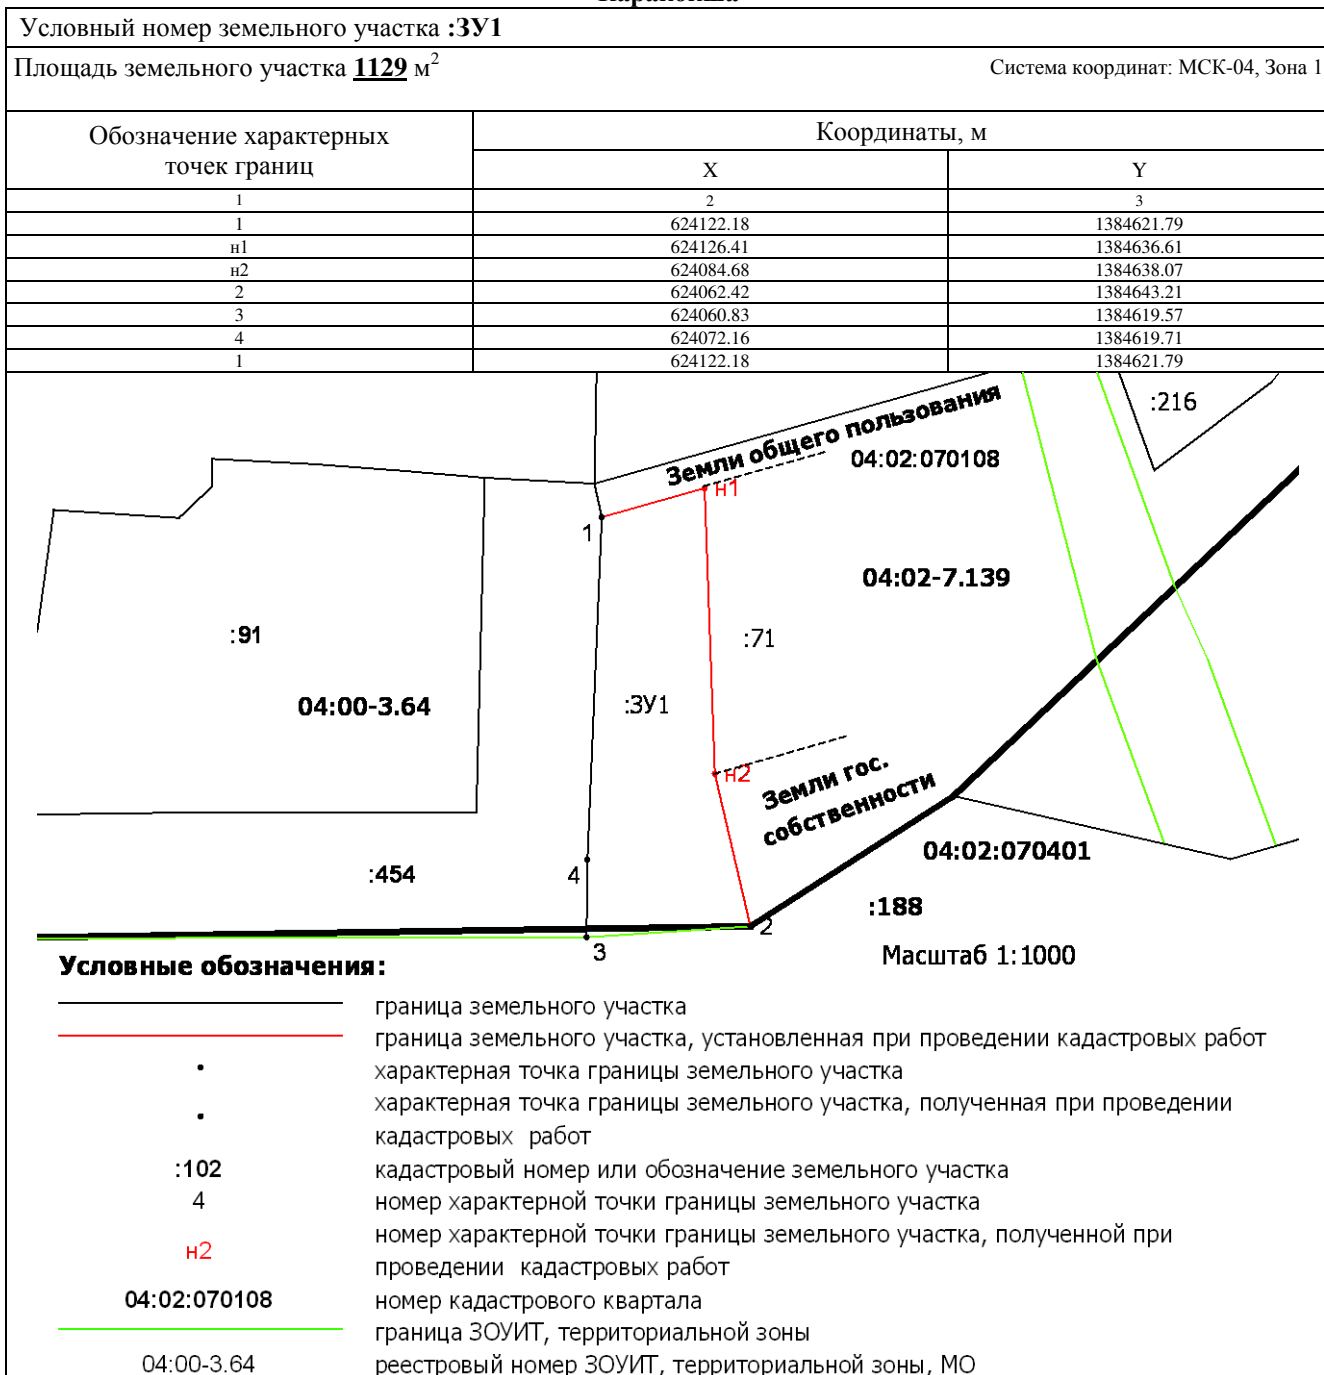 Условный номер земельного участка :ЗУ1
Площадь земельного участка 1129 м2
Система координат: МСК-04, Зона 1
Обозначение характерных точек границ
Координаты, м
X Y
1 2 3
1 624122.18 1384621.79
н1 624126.41 1384636.61
н2 624084.68 1384638.07
2 624062.42 1384643.21
3 624060.83 1384619.57
4 624072.16 1384619.71
1 624122.18 1384621.79
:216
Земли общего пользования
04:02:070108
н1
1
04:02-7.139
:91
:71
04:00-3.64
:ЗУ1
н2
Земли гос.
собственности
04:02:070401
:454
4
:188
2
3
Масштаб 1:1000
Условные обозначения:
граница земельного участка
граница земельного участка, установленная при проведении кадастровых работ
характерная точка границы земельного участка
характерная точка границы земельного участка, полученная при проведении
кадастровых работ
:102 кадастровый номер или обозначение земельного участка
4 номер характерной точки границы земельного участка
н2 номер характерной точки границы земельного участка, полученной при
проведении кадастровых работ
04:02:070108 номер кадастрового квартала
граница ЗОУИТ, территориальной зоны
04:00-3.64 реестровый номер ЗОУИТ, территориальной зоны, МО